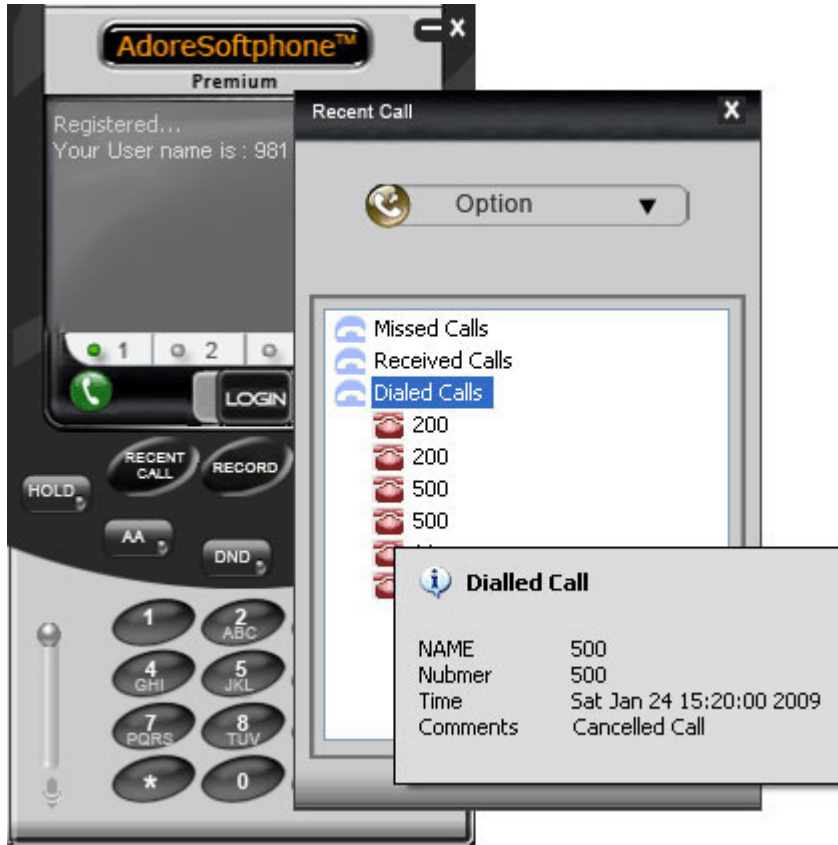 AdoreSoftphone™
Premium
Registered...
Your User name is : 981
1 2
LOGIN
RECENT CALL
RECORD
HOLD
AA
DND
1
2 ABC
4 GHI
5 JKL
7 PQRS
8 TUV
*
0
Recent Call
X
Option
Missed Calls
Received Calls
Dialed Calls
200
200
500
500
Dialled Call
NAME 500
Nubmer 500
Time Sat Jan 24 15:20:00 2009
Comments Cancelled Call